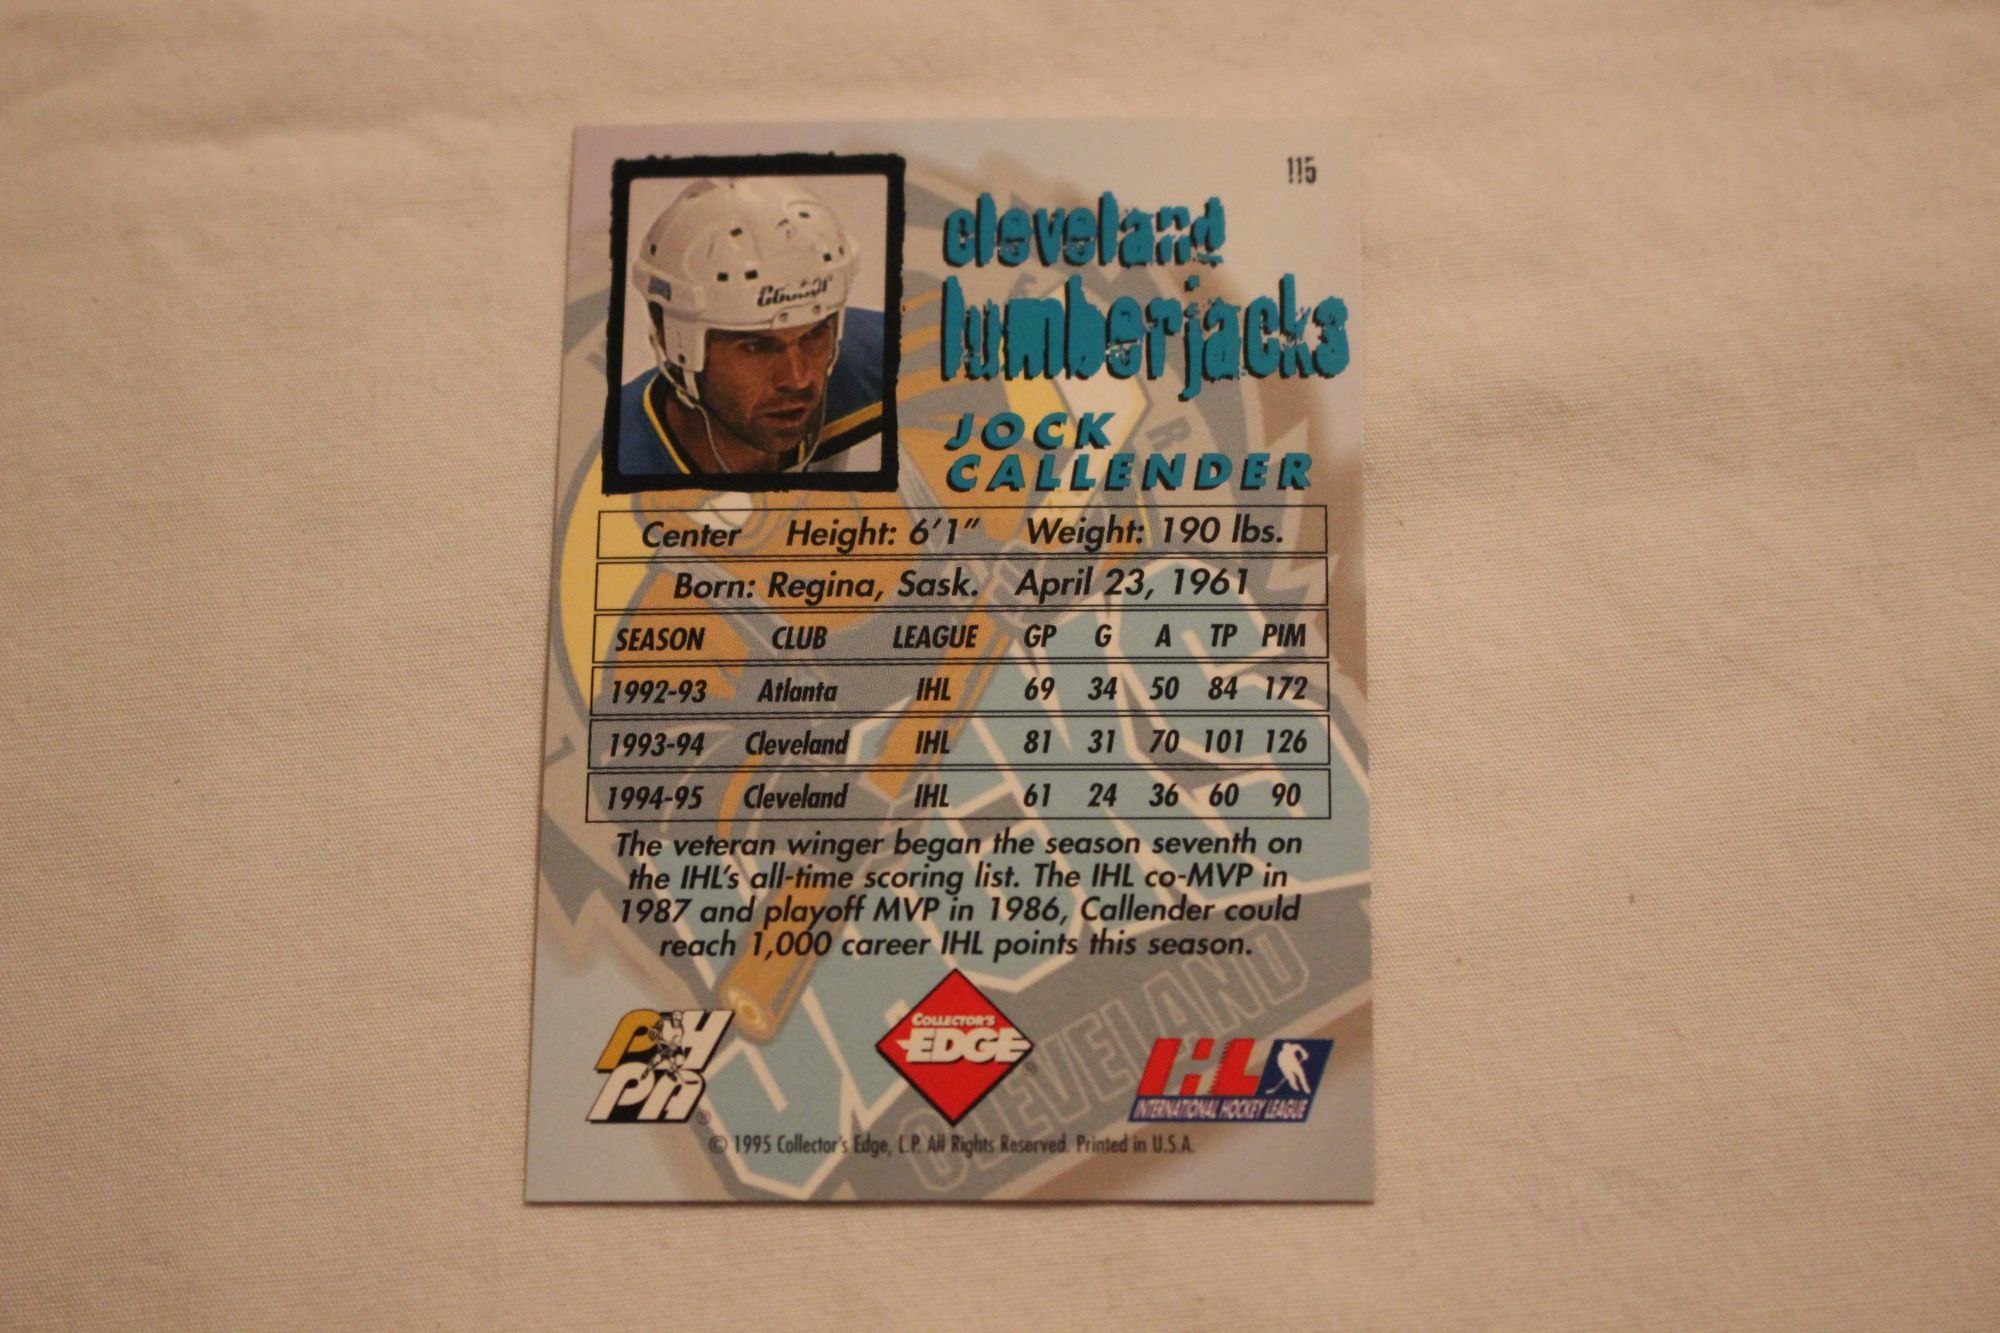 115
cleveland
lumberjacks
JOCK
CALLENDER
Center Height: 6'1" Weight: 190 lbs.
Born: Regina, Sask. April 23, 1961
SEASON CLUB LEAGUE GP G A TP PIM
1992-93 Atlanta IHL 69 34 50 84 172
1993-94 Cleveland IHL 81 31 70 101 126
1994-95 Cleveland IHL 61 24 36 60 90
The veteran winger began the season seventh on
the IHL's all-time scoring list. The IHL co-MVP in
1987 and playoff MVP in 1986, Callender could
reach 1,000 career IHL points this season.
PHPA
COLLECTOR'S
EDGE
IHL
INTERNATIONAL HOCKEY LEAGUE
CLEVELAND
© 1995 Collector's Edge, L.P. All Rights Reserved. Printed in U.S.A.